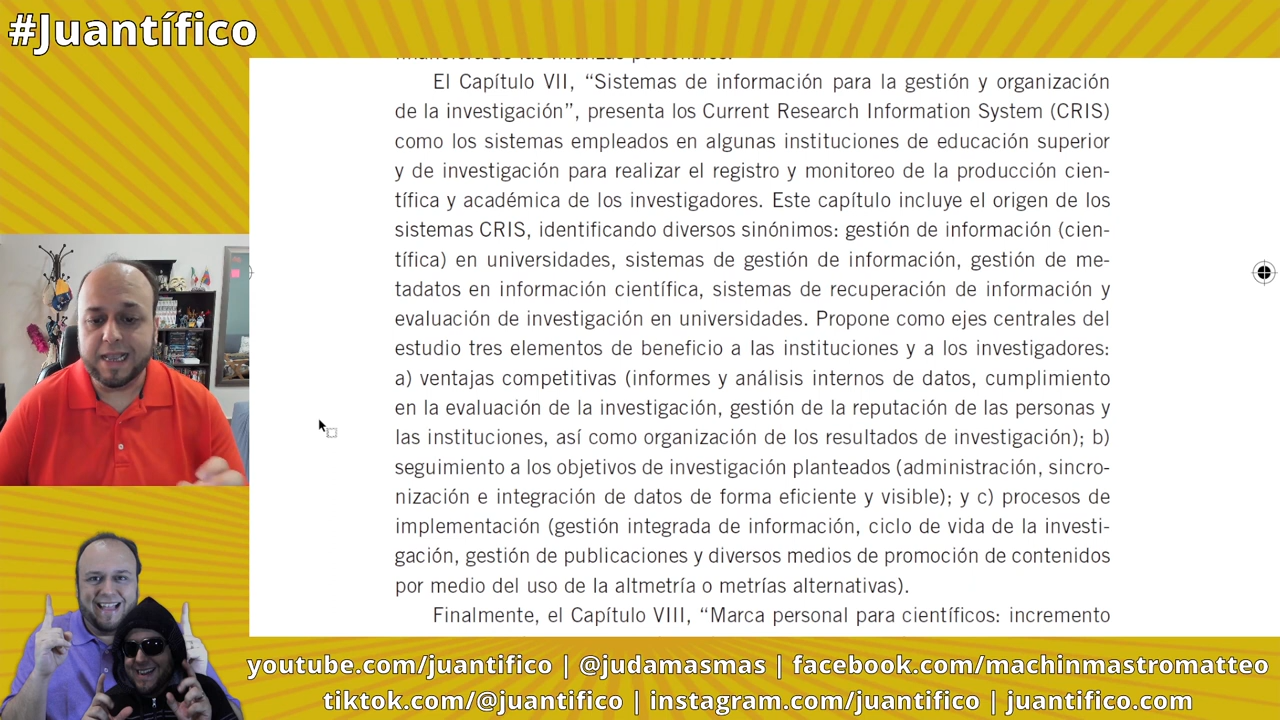 #Juantífico
financiera de las finanzas personales.
El Capítulo VII, “Sistemas de información para la gestión y organización
de la investigación”, presenta los Current Research Information System (CRIS)
como los sistemas empleados en algunas instituciones de educación superior
y de investigación para realizar el registro y monitoreo de la producción cien-
tífica y académica de los investigadores. Este capítulo incluye el origen de los
sistemas CRIS, identificando diversos sinónimos: gestión de información (cien-
tífica) en universidades, sistemas de gestión de información, gestión de me-
tadatos en información científica, sistemas de recuperación de información y
evaluación de investigación en universidades. Propone como ejes centrales del
estudio tres elementos de beneficio a las instituciones y a los investigadores:
a) ventajas competitivas (informes y análisis internos de datos, cumplimiento
en la evaluación de la investigación, gestión de la reputación de las personas y
las instituciones, así como organización de los resultados de investigación); b)
seguimiento a los objetivos de investigación planteados (administración, sincro-
nización e integración de datos de forma eficiente y visible); y c) procesos de
implementación (gestión integrada de información, ciclo de vida de la investi-
gación, gestión de publicaciones y diversos medios de promoción de contenidos
por medio del uso de la altmetría o metrías alternativas).
Finalmente, el Capítulo VIII, “Marca personal para científicos: incremento
youtube.com/juantifico | @judamasmas | facebook.com/machinmastromatteo
tiktok.com/@juantifico | instagram.com/juantifico | juantifico.com